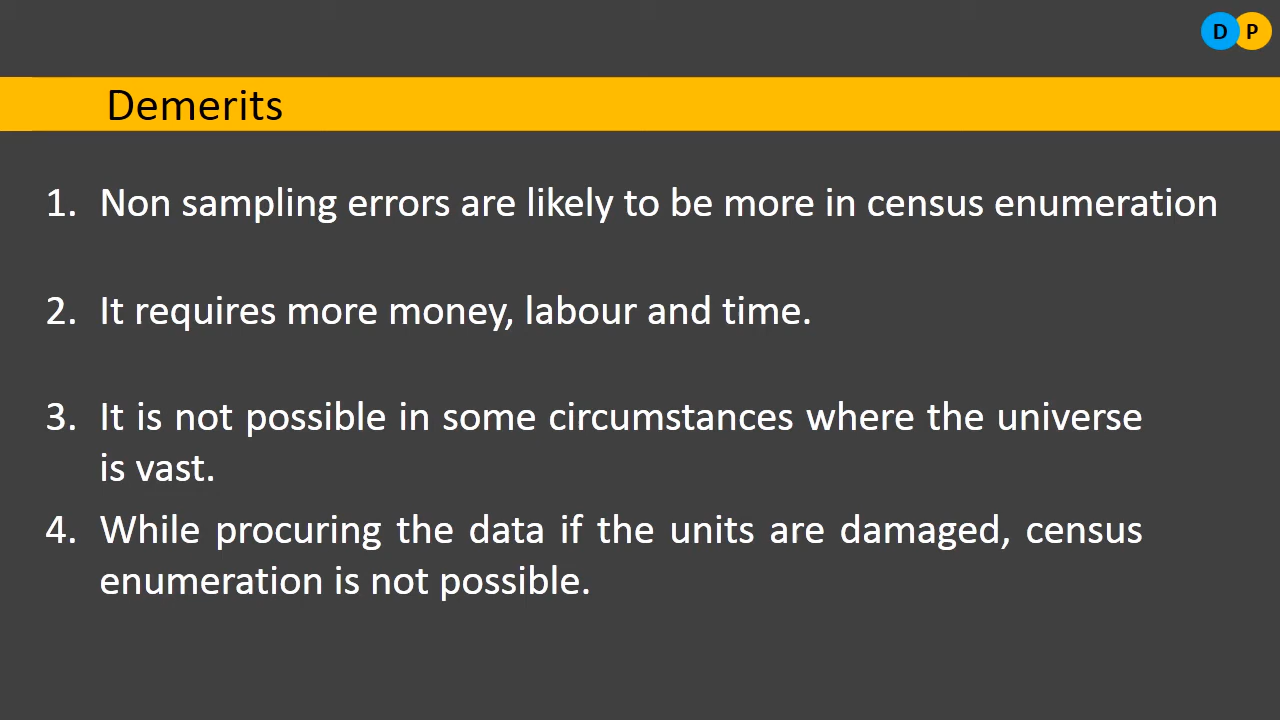 D P
Demerits
1. Non sampling errors are likely to be more in census enumeration
2. It requires more money, labour and time.
3. It is not possible in some circumstances where the universe
is vast.
4. While procuring the data if the units are damaged, census
enumeration is not possible.